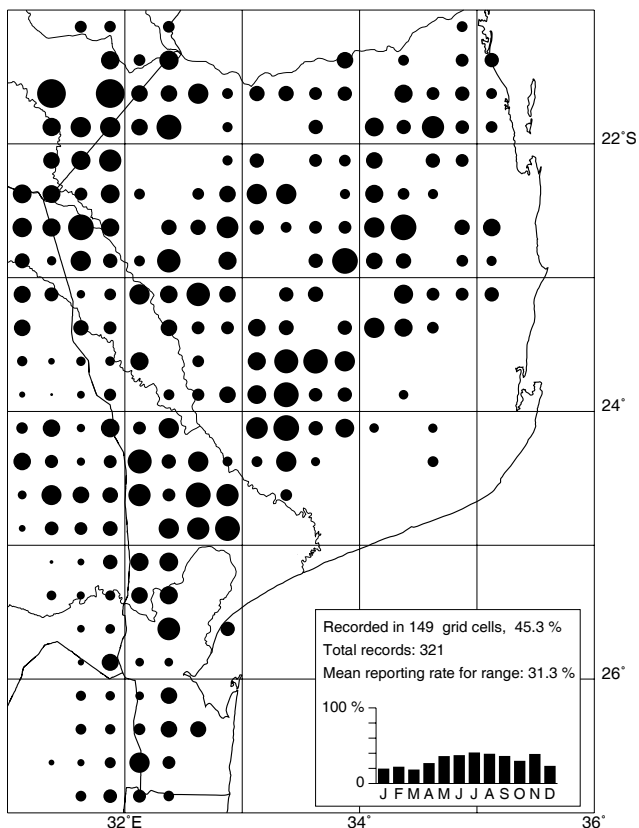 22°S
24°
Recorded in 149 grid cells, 45.3 %
Total records: 321
Mean reporting rate for range: 31.3 %
26°
100 %
0
J F M A M J J A S O N D
32°E
34°
36°